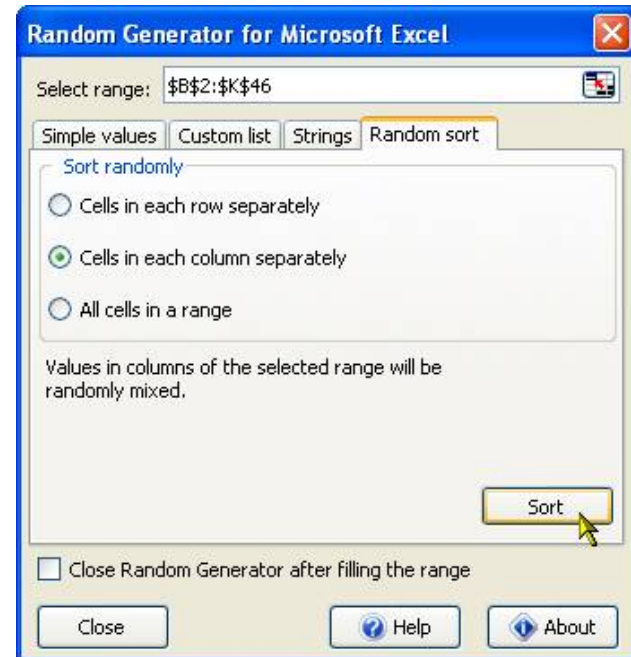 Random Generator for Microsoft Excel
Select range: $B$2:$K$46
Simple values Custom list Strings Random sort
Sort randomly
Cells in each row separately
Cells in each column separately
All cells in a range
Values in columns of the selected range will be
randomly mixed.
Sort
Close Random Generator after filling the range
Close Help About